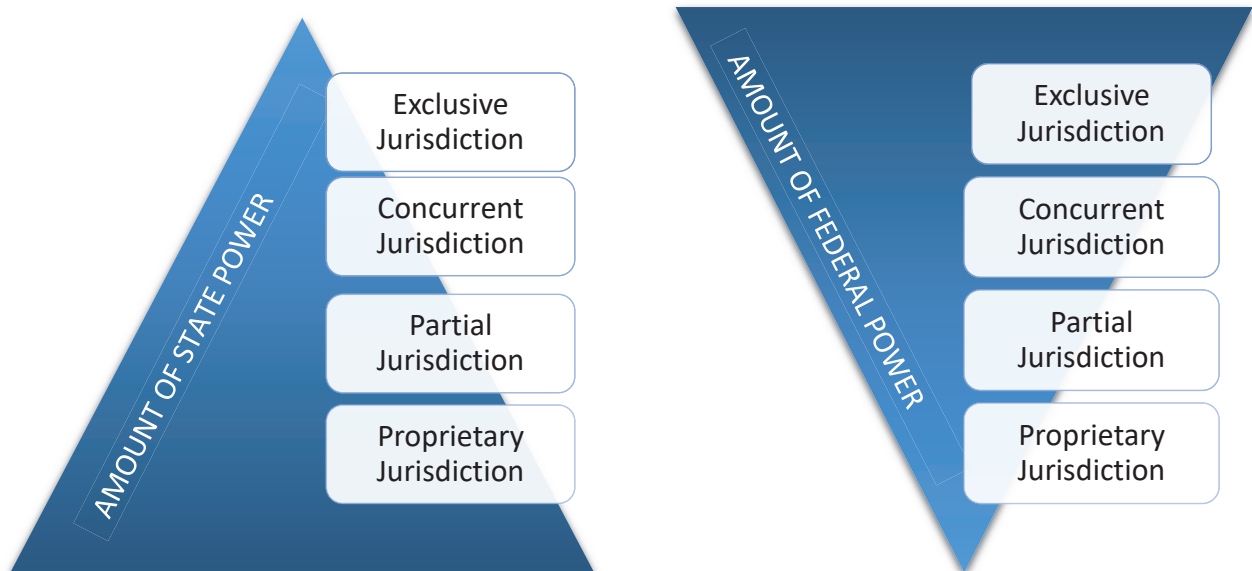 AMOUNT OF STATE POWER
Exclusive
Jurisdiction
Concurrent
Jurisdiction
Partial
Jurisdiction
Proprietary
Jurisdiction
AMOUNT OF FEDERAL POWER
Exclusive
Jurisdiction
Concurrent
Jurisdiction
Partial
Jurisdiction
Proprietary
Jurisdiction